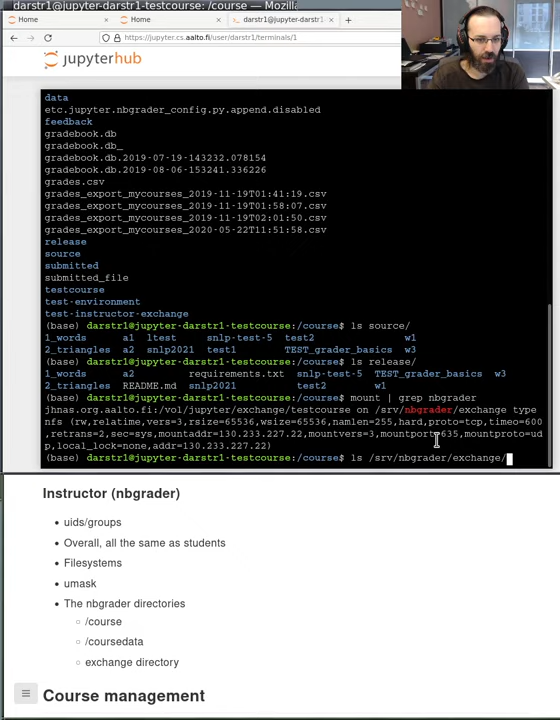 darstr1@jupyter-darstr1-testcourse: /course — Mozill
Home × Home × darstr1@jupyter-darstr1-testcours ×
https://jupyter.cs.aalto.fi/user/darstr1/terminals/1
jupyterhub
data
etc.jupyter.nbgrader_config.py.append.disabled
feedback
gradebook.db
gradebook.db_
gradebook.db.2019-07-19-143232.078154
gradebook.db.2019-08-06-153241.336226
grades.csv
grades_export_mycourses_2019-11-19T01:41:19.csv
grades_export_mycourses_2019-11-19T01:58:07.csv
grades_export_mycourses_2019-11-19T02:01:50.csv
grades_export_mycourses_2020-05-22T11:51:58.csv
release
source
submitted
submitted_file
testcourse
test-environment
test-instructor-exchange
(base) darstr1@jupyter-darstr1-testcourse:/course$ ls source/
1_words a1 ltest snlp-test-5 test2 w1
2_triangles a2 snlp2021 test1 TEST_grader_basics w3
(base) darstr1@jupyter-darstr1-testcourse:/course$ ls release/
1_words a2 requirements.txt snlp-test-5 TEST_grader_basics w3
2_triangles README.md snlp2021 test2 w1
(base) darstr1@jupyter-darstr1-testcourse:/course$ mount | grep nbgrader
jhnas.org.aalto.fi:/vol/jupyter/exchange/testcourse on /srv/nbgrader/exchange type
nfs (rw,relatime,vers=3,rsize=65536,wsize=65536,namlen=255,hard,proto=tcp,timeo=600
,retrans=2,sec=sys,mountaddr=130.233.227.22,mountvers=3,mountport=635,mountproto=ud
p,local_lock=none,addr=130.233.227.22)
(base) darstr1@jupyter-darstr1-testcourse:/course$ ls /srv/nbgrader/exchange/
Instructor (nbgrader)
• uids/groups
• Overall, all the same as students
• Filesystems
• umask
• The nbgrader directories
◦ /course
◦ /coursedata
◦ exchange directory
Course management